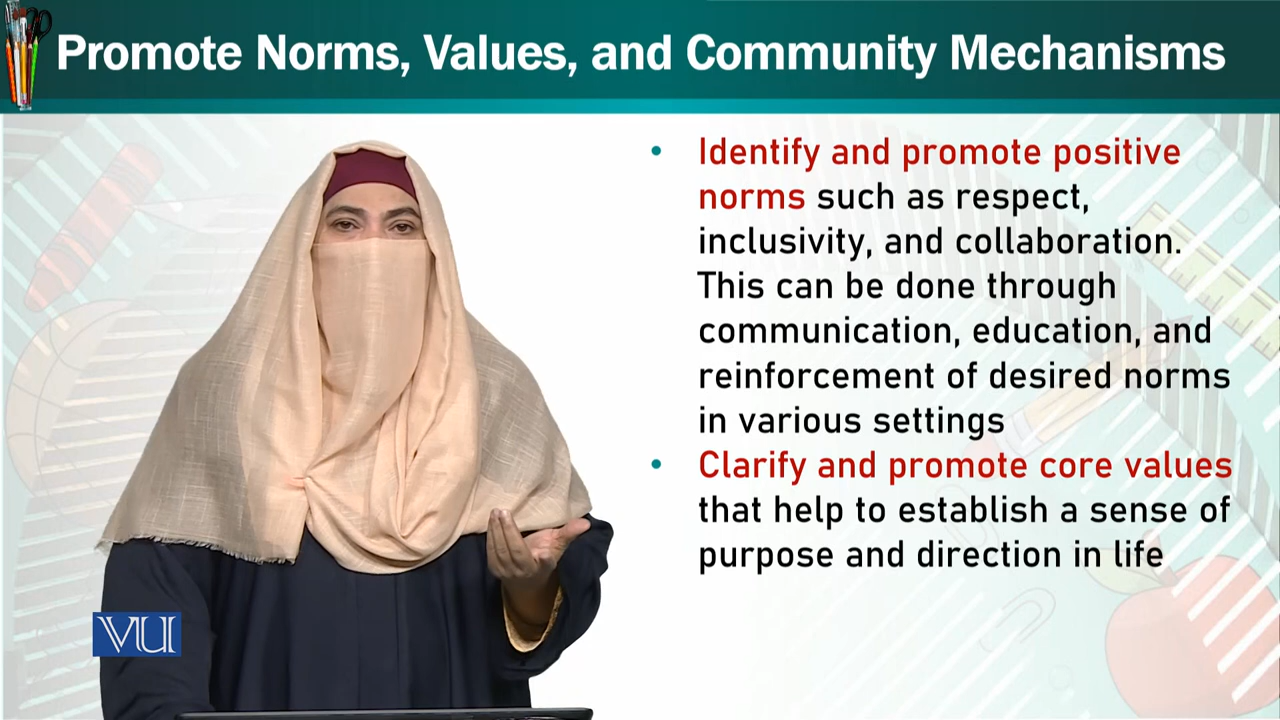 Promote Norms, Values, and Community Mechanisms
• Identify and promote positive
norms such as respect,
inclusivity, and collaboration.
This can be done through
communication, education, and
reinforcement of desired norms
in various settings
• Clarify and promote core values
that help to establish a sense of
purpose and direction in life
VU